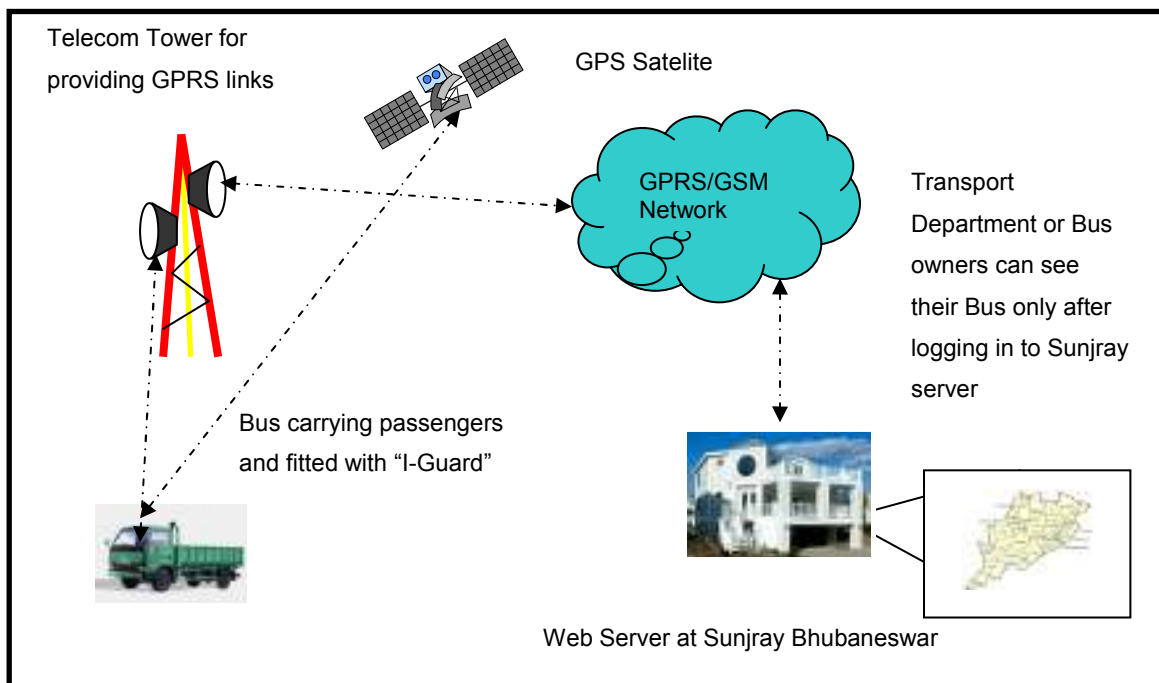 Telecom Tower for
providing GPRS links
GPS Satelite
GPRS/GSM
Network
Transport
Department or Bus
owners can see
their Bus only after
logging in to Sunjray
server
Bus carrying passengers
and fitted with “I-Guard”
Web Server at Sunjray Bhubaneswar